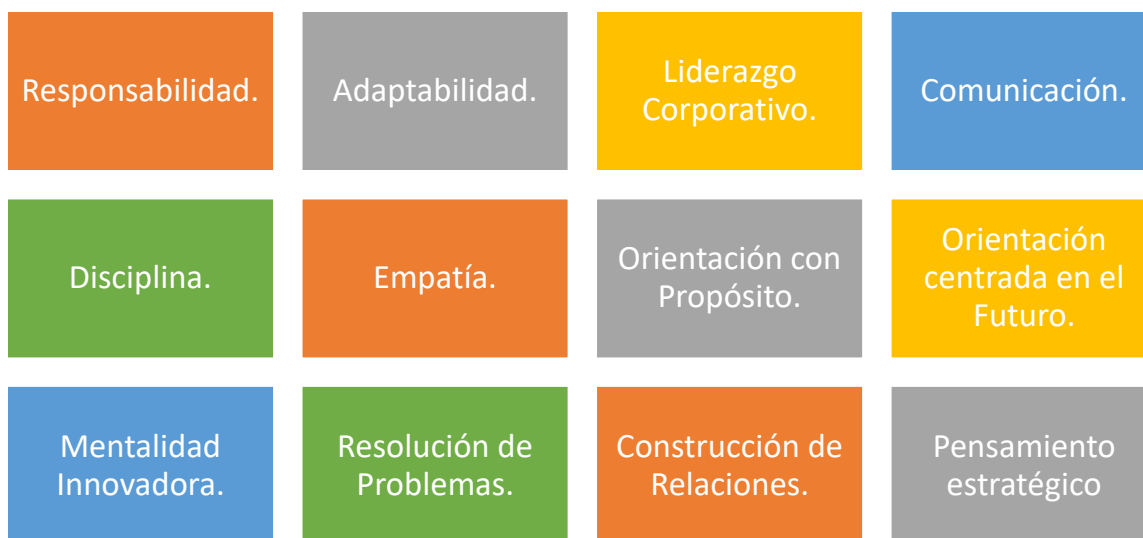 Responsabilidad.
Adaptabilidad.
Liderazgo
Corporativo.
Comunicación.
Disciplina.
Empatía.
Orientación con
Propósito.
Orientación
centrada en el
Futuro.
Mentalidad
Innovadora.
Resolución de
Problemas.
Construcción de
Relaciones.
Pensamiento
estratégico